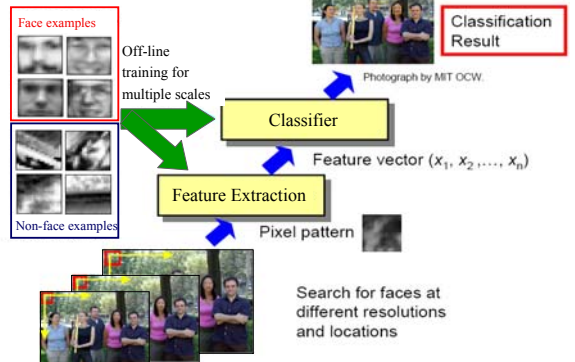 Face examples
Off-line
training for
multiple scales
Non-face examples
Classification
Result
Photograph by MIT OCW.
Classifier
Feature vector (x1, x2 ,..., xn)
Feature Extraction
Pixel pattern
Search for faces at
different resolutions
and locations